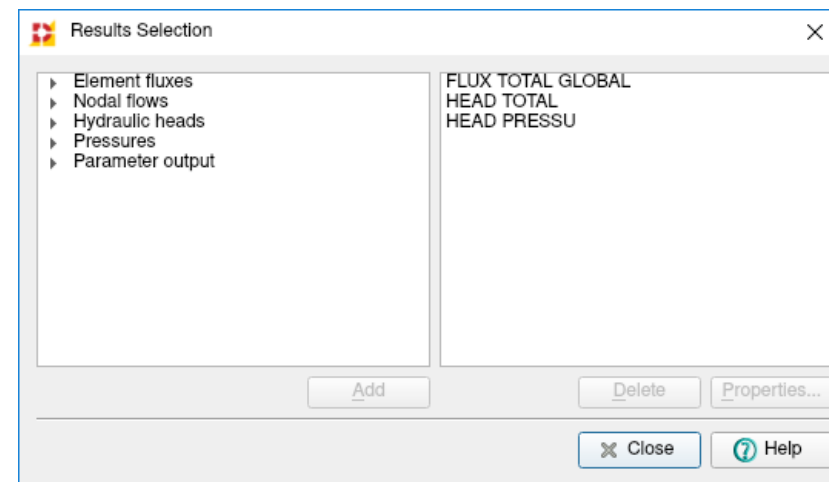 Results Selection
Element fluxes
Nodal flows
Hydraulic heads
Pressures
Parameter output
FLUX TOTAL GLOBAL
HEAD TOTAL
HEAD PRESSU
Add
Delete
Properties...
Close
Help